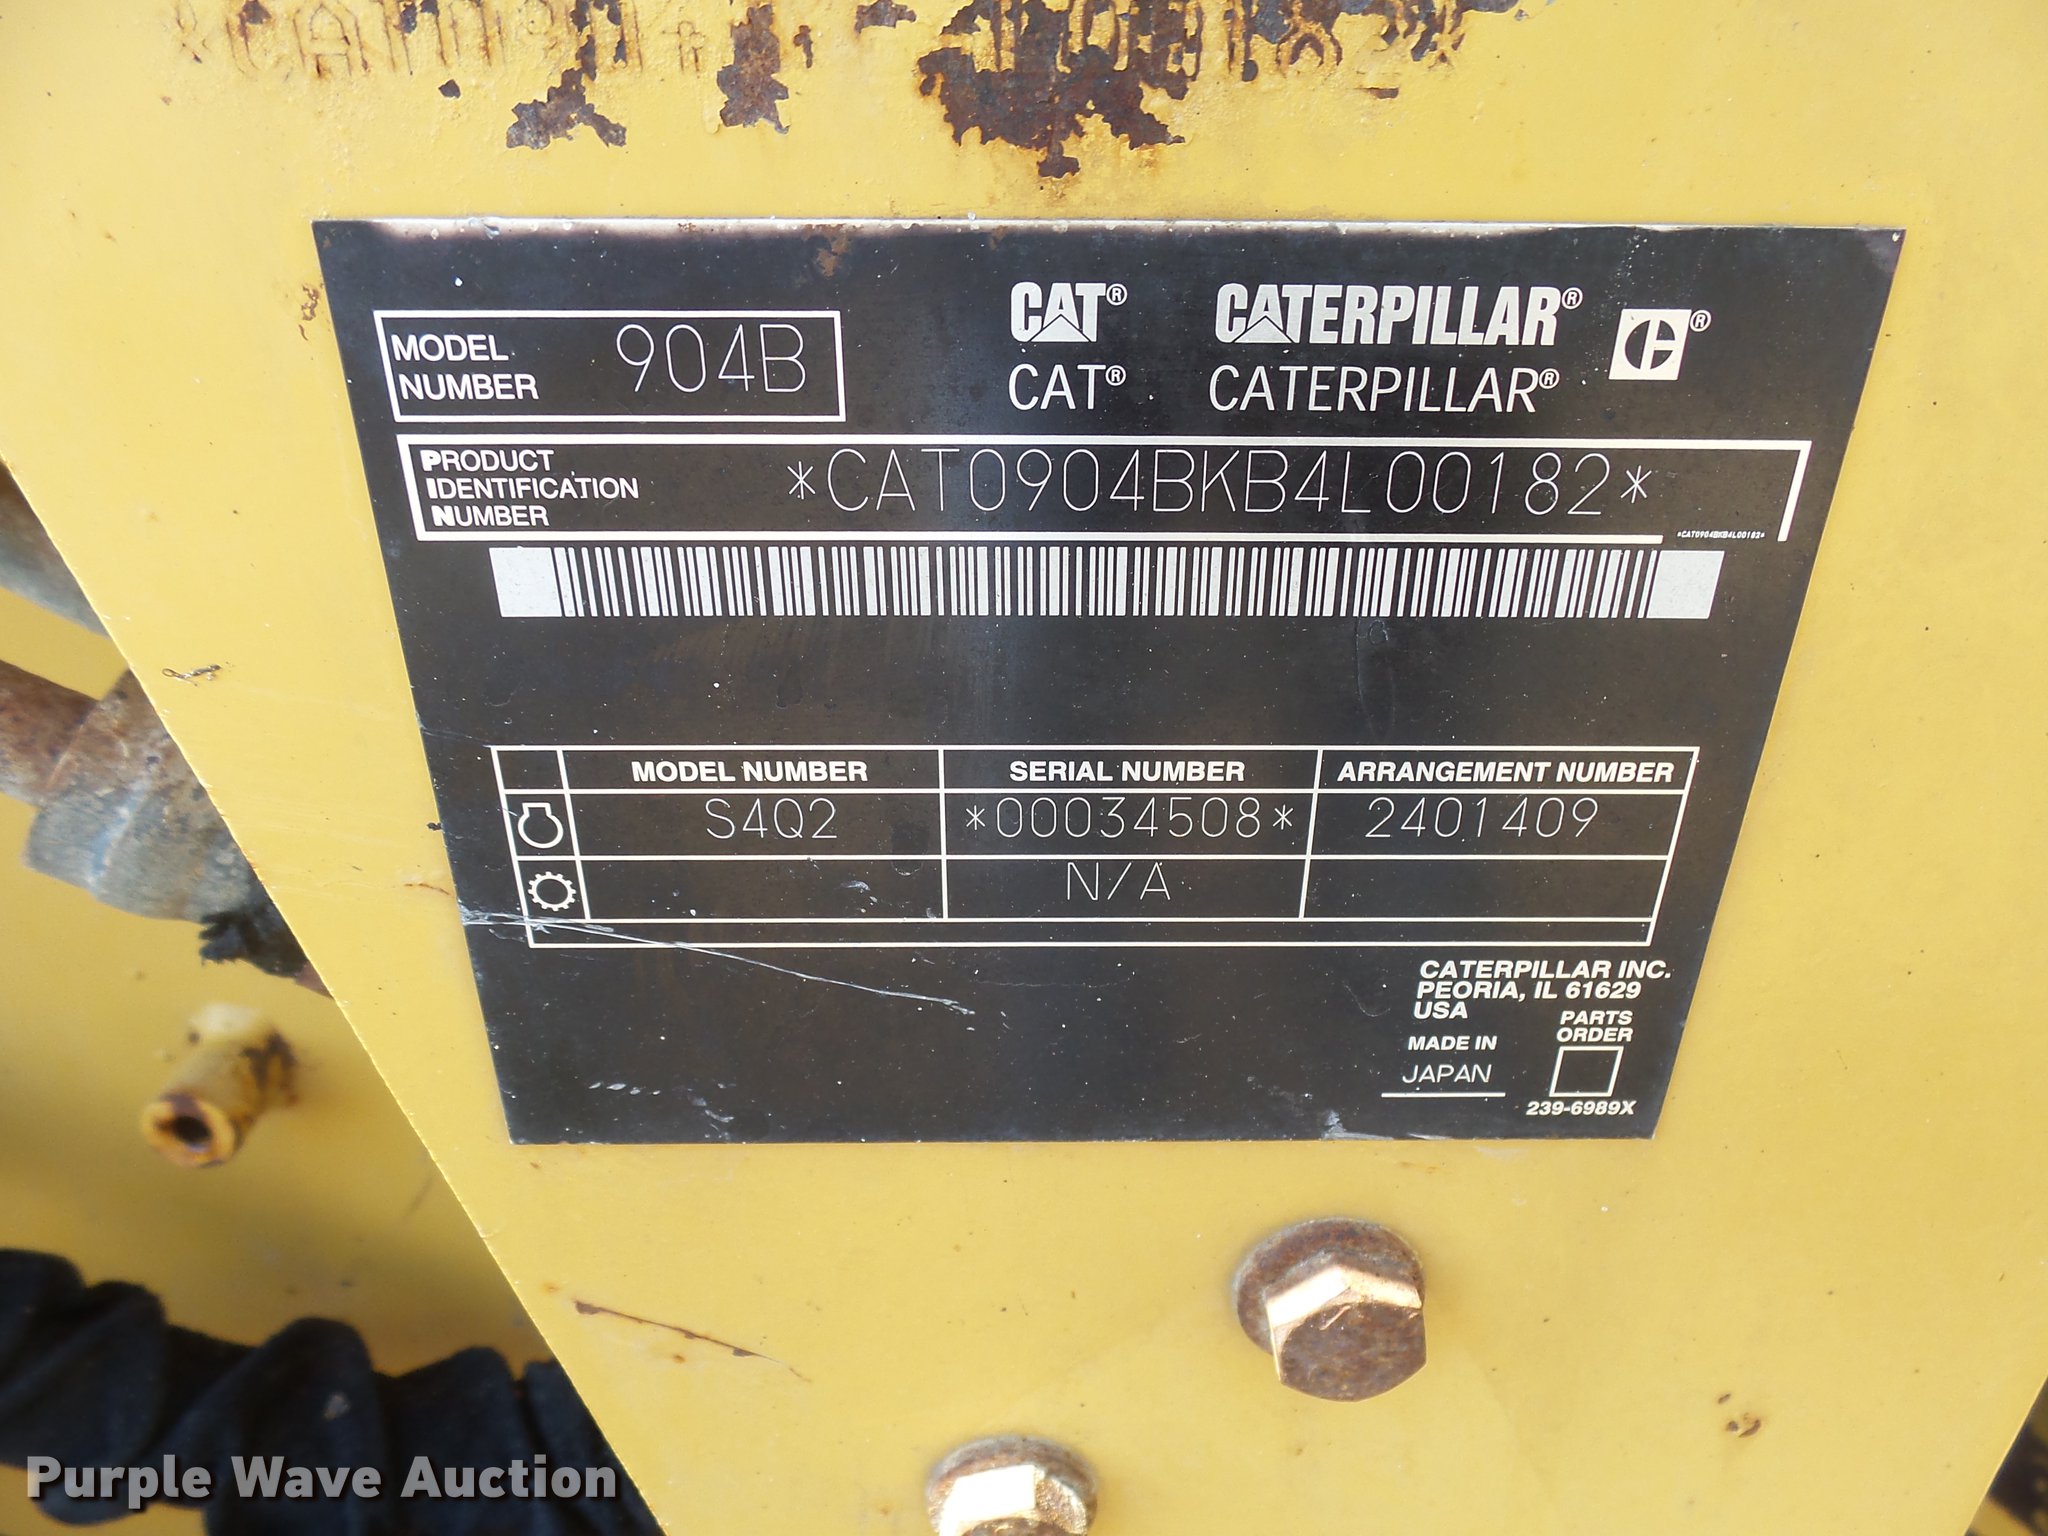 MODEL NUMBER 904B
CAT® CATERPILLAR® ®
CAT® CATERPILLAR®
PRODUCT
IDENTIFICATION
NUMBER
*CAT0904BKB4L00182*
*CAT0904BKB4L00182*
MODEL NUMBER SERIAL NUMBER ARRANGEMENT NUMBER
S4Q2 *00034508* 2401409
N/A
CATERPILLAR INC.
PEORIA, IL 61629
USA
PARTS
ORDER
MADE IN
JAPAN
239-6989X
Purple Wave Auction